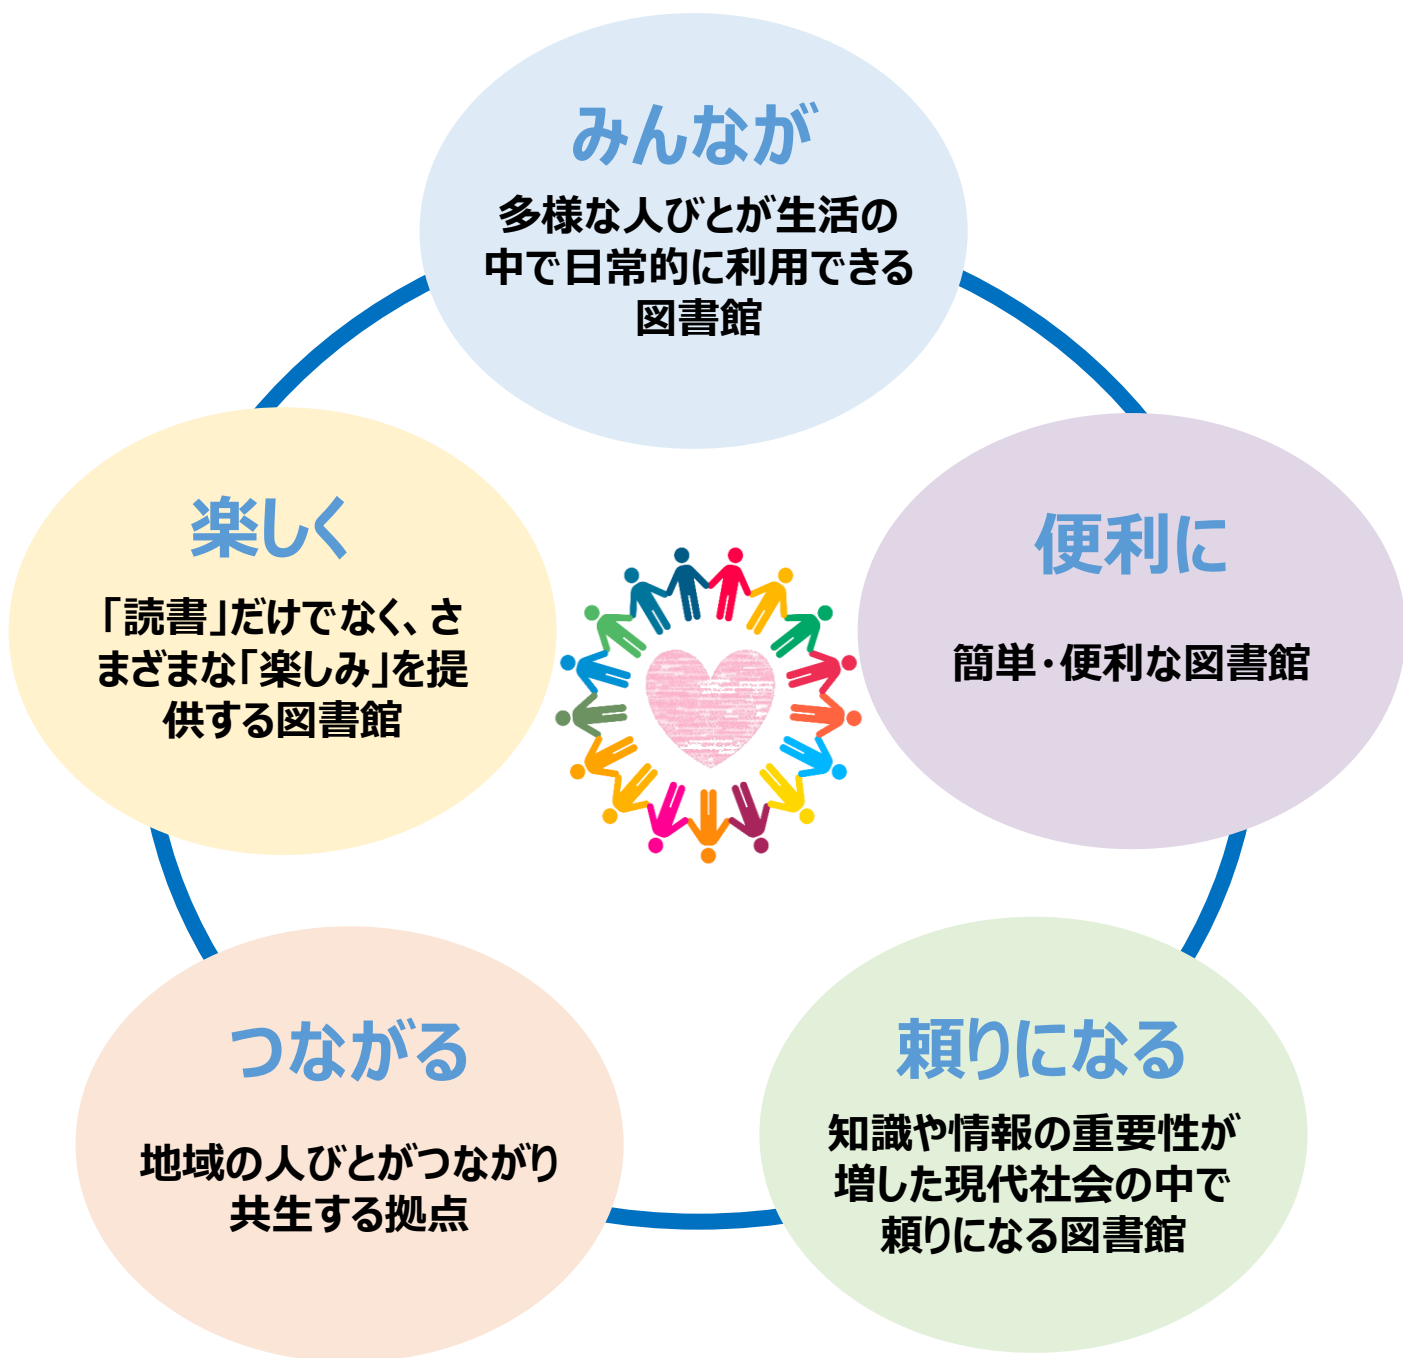 みんなが
多様な人びとが生活の
中で日常的に利用できる
図書館
楽しく
「読書」だけでなく、さ
まざまな「楽しみ」を提
供する図書館
便利に
簡単・便利な図書館
つながる
地域の人びとがつながり
共生する拠点
頼りになる
知識や情報の重要性が
増した現代社会の中で
頼りになる図書館